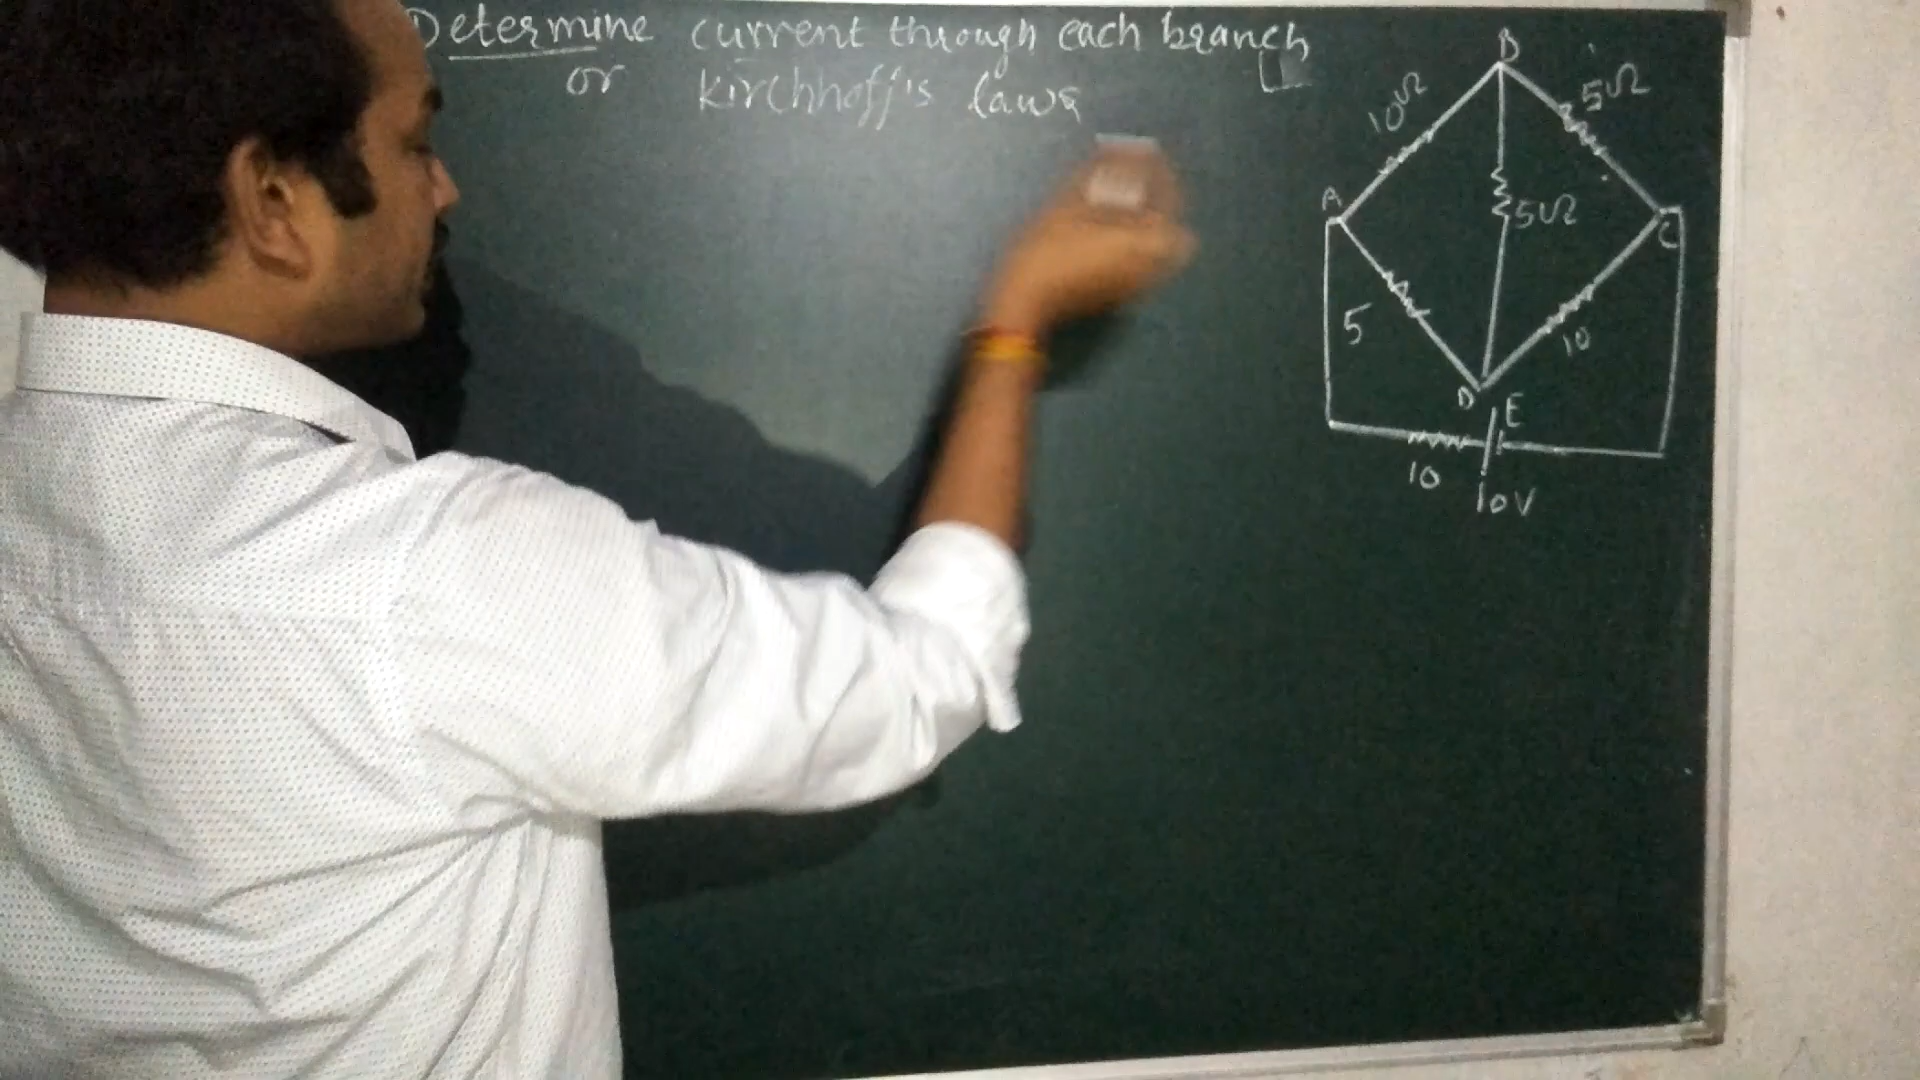 Determine current through each branch
or Kirchhoff's laws
B
10Ω
5Ω
A
5Ω
C
5
10
D
E
10
10V